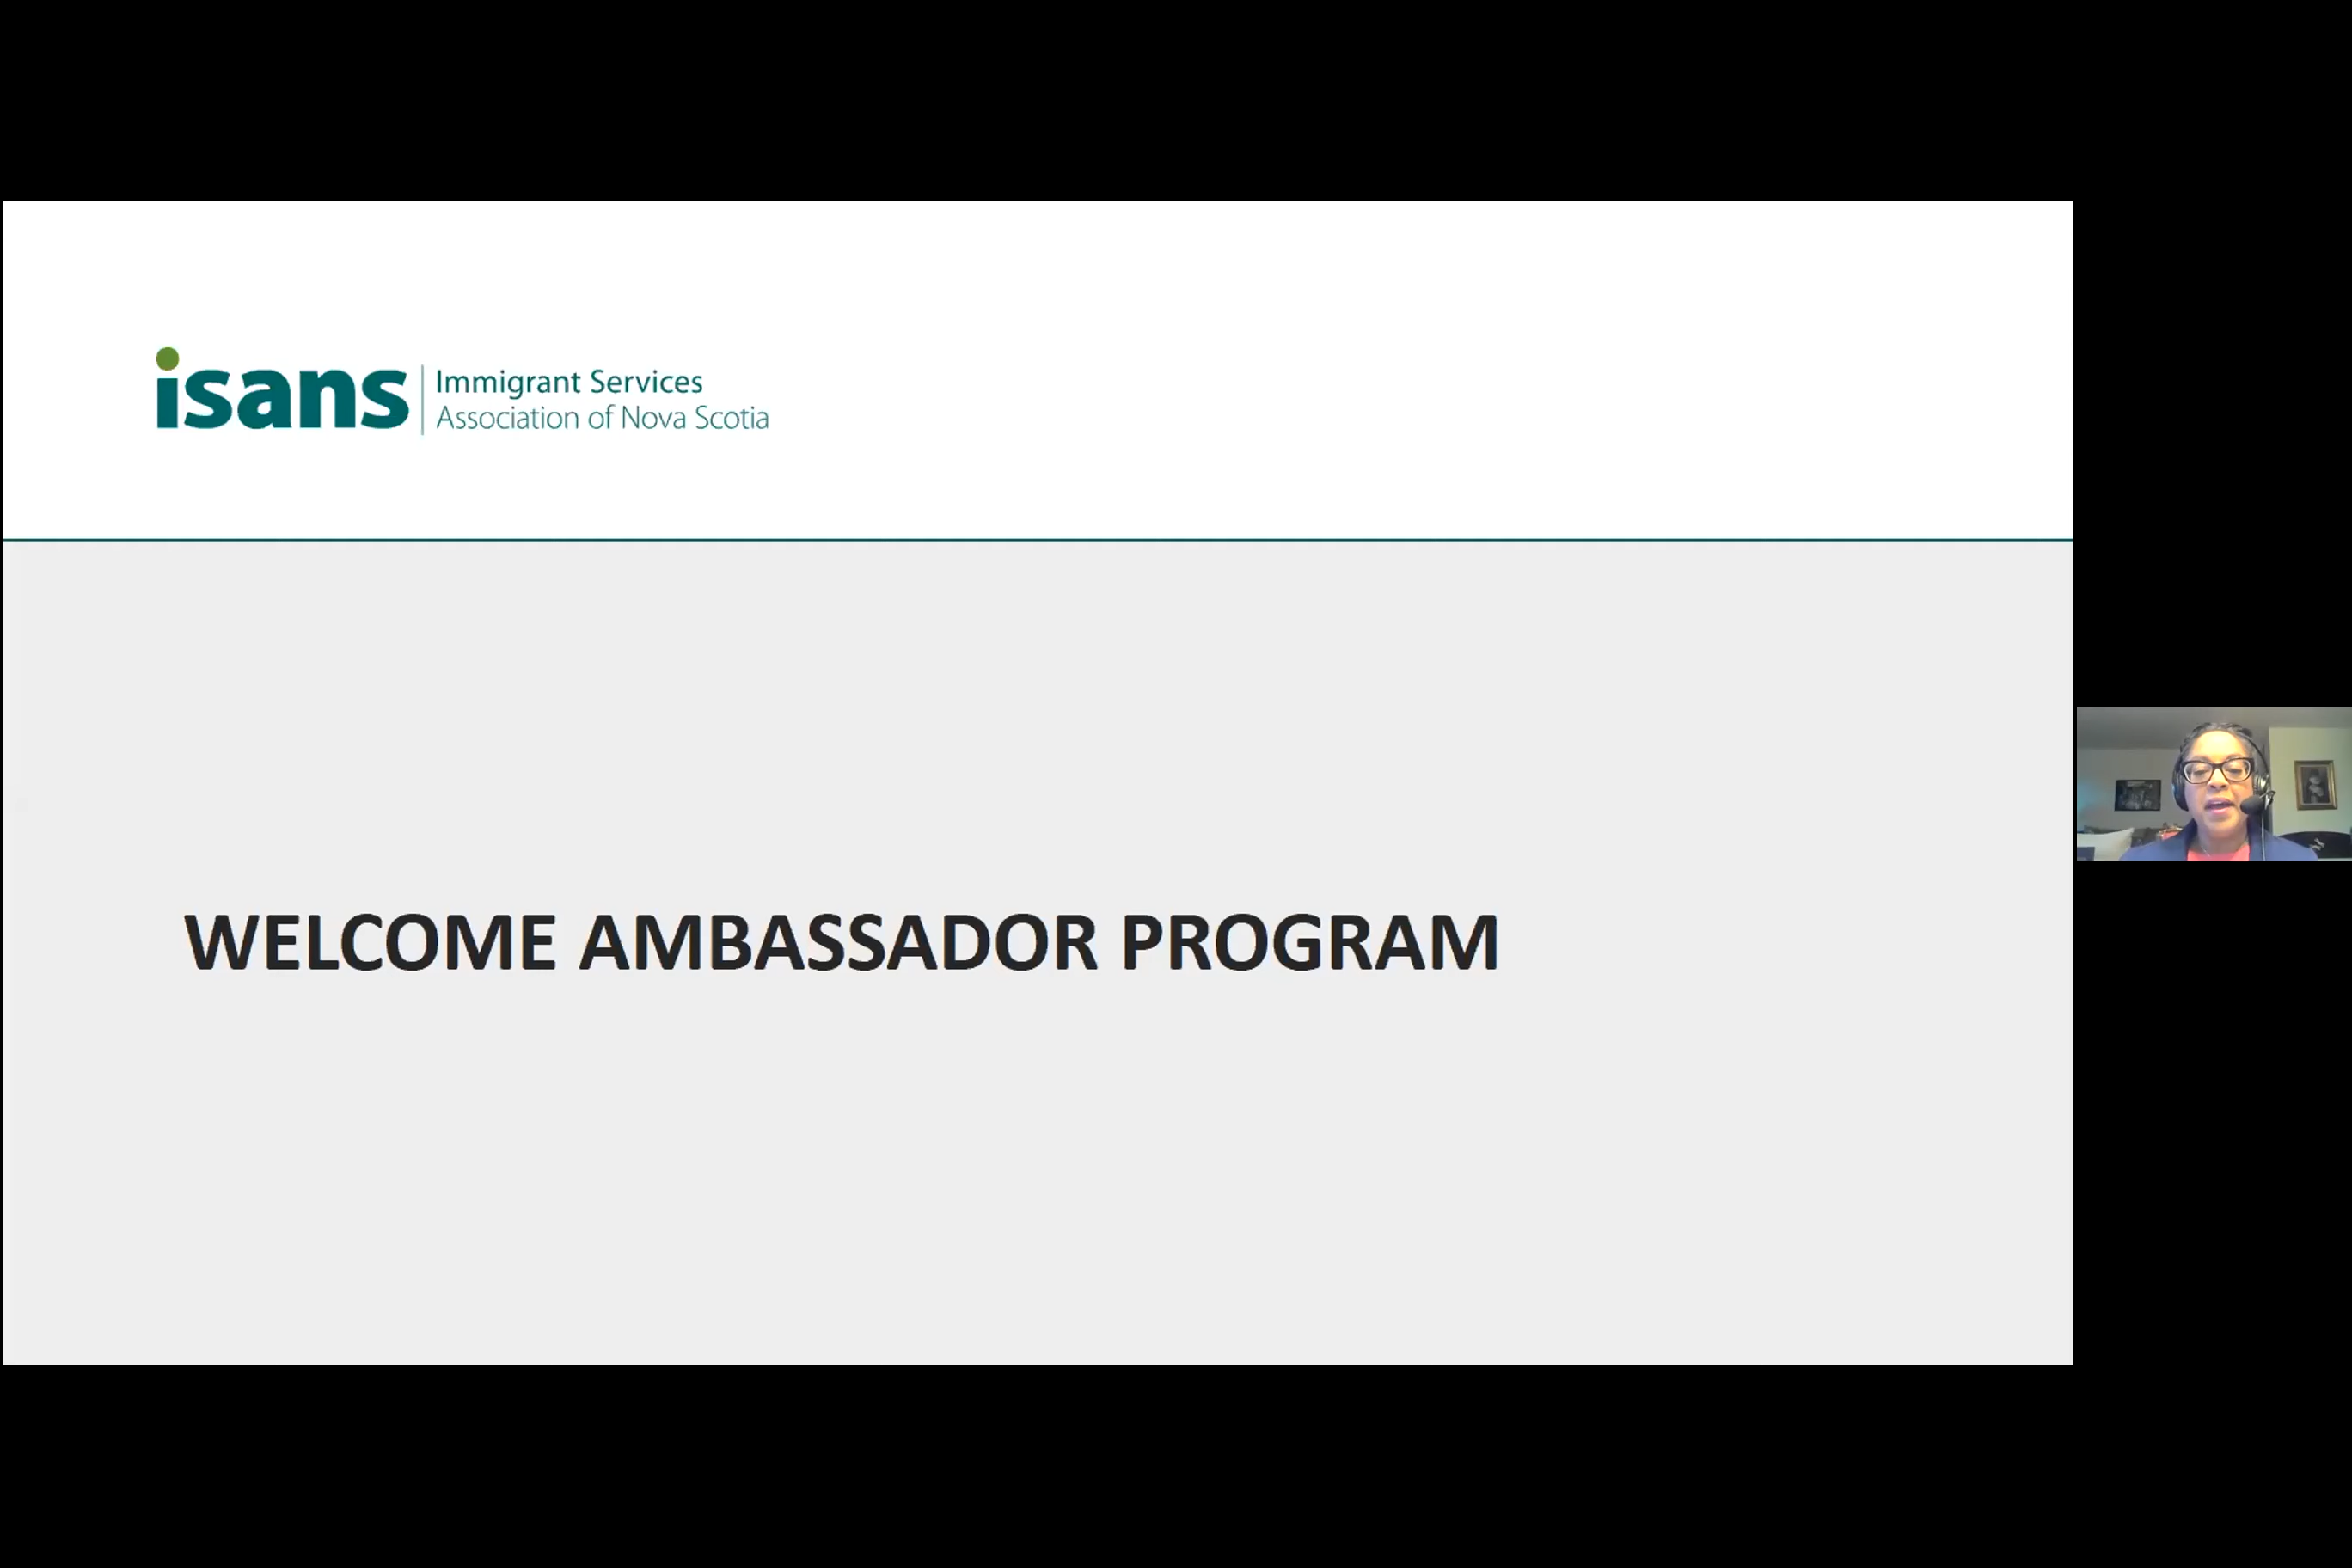 isans
Immigrant Services
Association of Nova Scotia
WELCOME AMBASSADOR PROGRAM